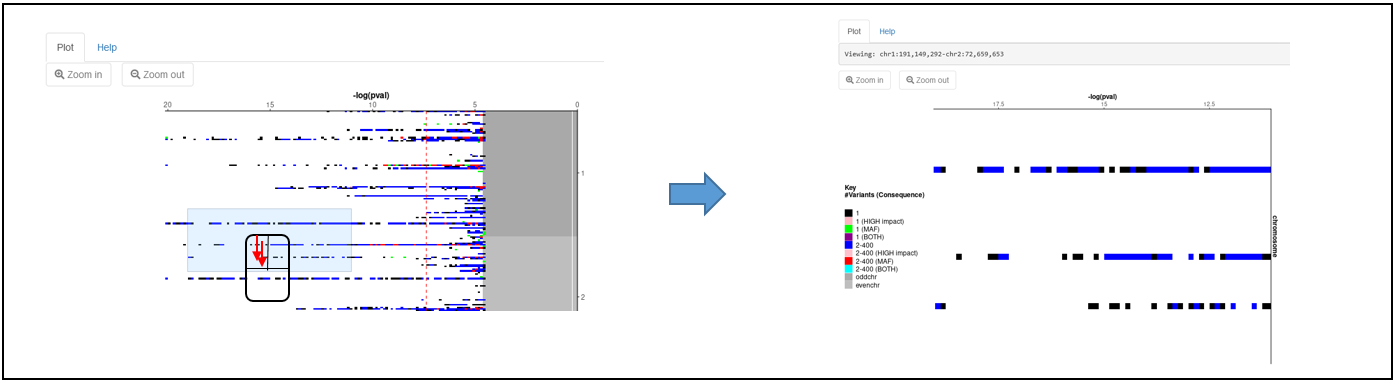 Plot Help
Zoom in Zoom out
-log(pval)
20 15 10 5 0
1
2
Plot Help
Viewing: chr1:191,149,292-chr2:72,659,653
Zoom in Zoom out
-log(pval)
17.5 15 12.5
Key
#Variants (Consequence)
1
1 (HIGH impact)
1 (MAF)
1 (BOTH)
2-400
2-400 (HIGH impact)
2-400 (MAF)
2-400 (BOTH)
oddchr
evenchr
chromosome